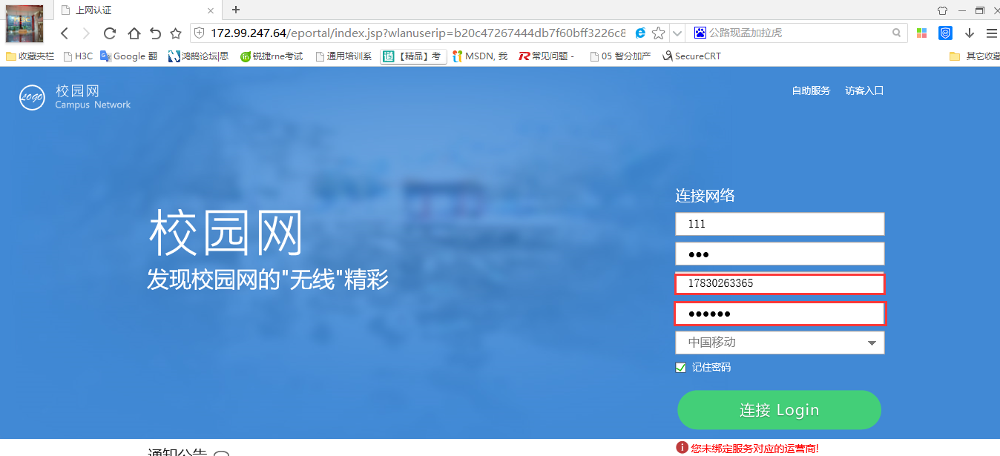 上网认证
172.99.247.64/eportal/index.jsp?wlanuserip=b20c47267444db7f60bff3226c8
公路现孟加拉虎
收藏夹栏 H3C Google 翻 鸿鹄论坛|思 锐捷rne考试 通用培训系 【精品】考 MSDN, 我 常见问题 - 05 智分加产 SecureCRT 其它收藏
LOGO 校园网
Campus Network
自助服务 访客入口
校园网
发现校园网的"无线"精彩
连接网络
111
●●●
17830263365
●●●●●●
中国移动
记住密码
连接 Login
您未绑定服务对应的运营商!
通知公告